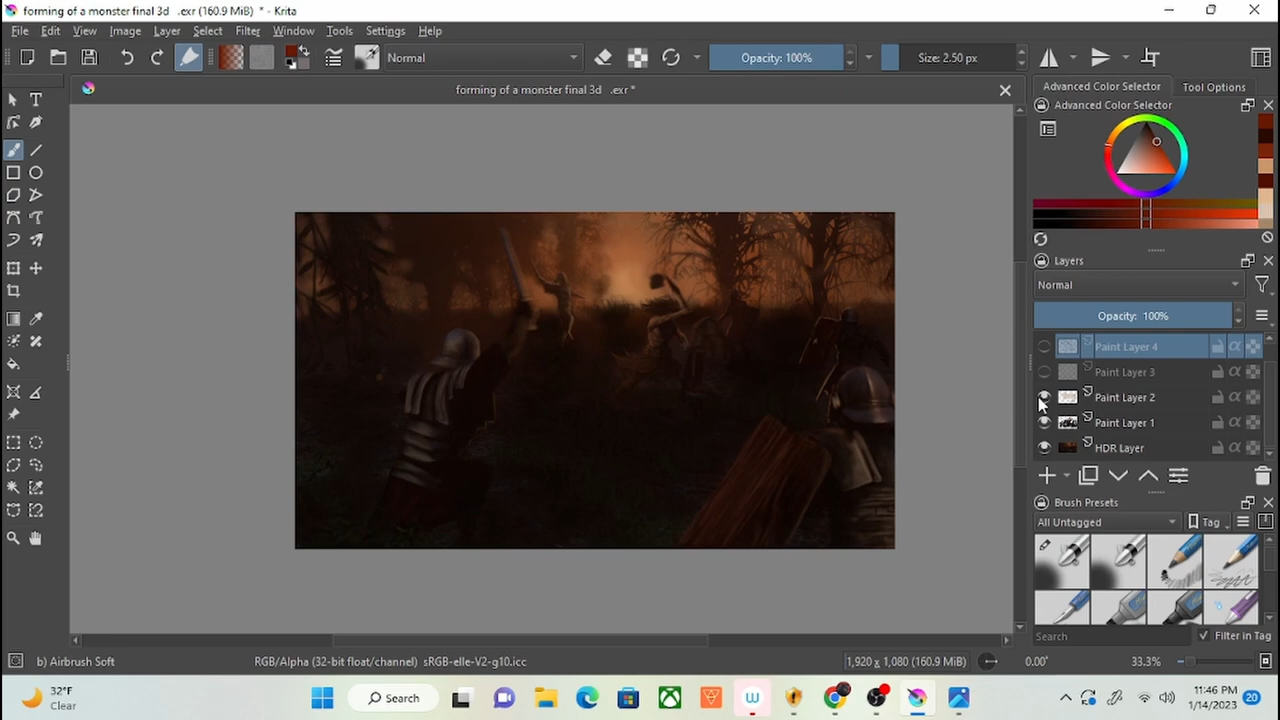 forming of a monster final 3d   .exr (160.9 MiB)  * - Krita
File Edit View Image Layer Select Filter Window Tools Settings Help
Normal
Opacity: 100%
Size: 2.50 px
forming of a monster final 3d   .exr *
Advanced Color Selector
Tool Options
Advanced Color Selector
Layers
Normal
Opacity: 100%
Paint Layer 4
Paint Layer 3
Paint Layer 2
Paint Layer 1
HDR Layer
Brush Presets
All Untagged
Tag
Search
Filter in Tag
b) Airbrush Soft
RGB/Alpha (32-bit float/channel) sRGB-elle-V2-g10.icc
1,920 x 1,080 (160.9 MiB)
0.00°
33.3%
32°F
Clear
Search
11:46 PM
1/14/2023
20